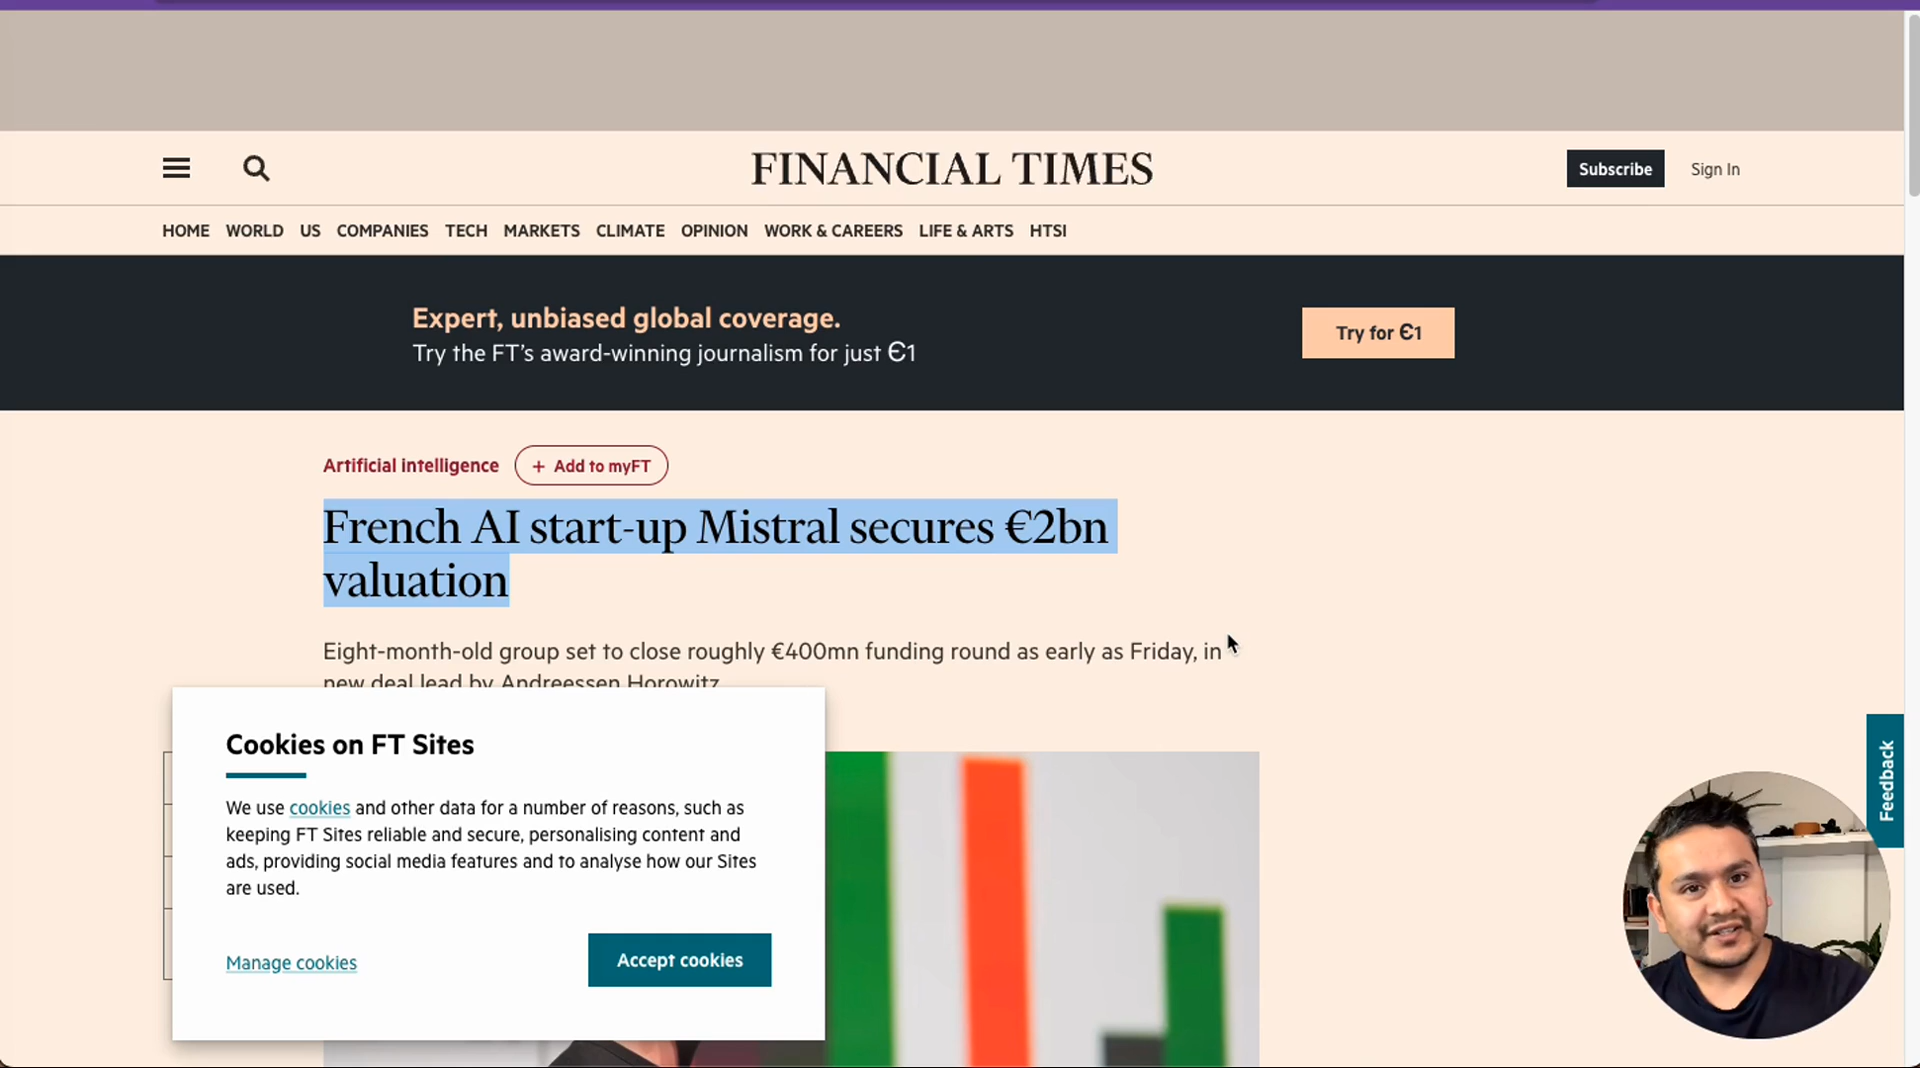 FINANCIAL TIMES
Subscribe
Sign In
HOME WORLD US COMPANIES TECH MARKETS CLIMATE OPINION WORK & CAREERS LIFE & ARTS HTSI
Expert, unbiased global coverage.
Try the FT's award-winning journalism for just €1
Try for €1
Artificial intelligence
+ Add to myFT
French AI start-up Mistral secures €2bn
valuation
Eight-month-old group set to close roughly €400mn funding round as early as Friday, in
new deal lead by Andreessen Horowitz
Cookies on FT Sites
We use cookies and other data for a number of reasons, such as
keeping FT Sites reliable and secure, personalising content and
ads, providing social media features and to analyse how our Sites
are used.
Manage cookies
Accept cookies
Feedback